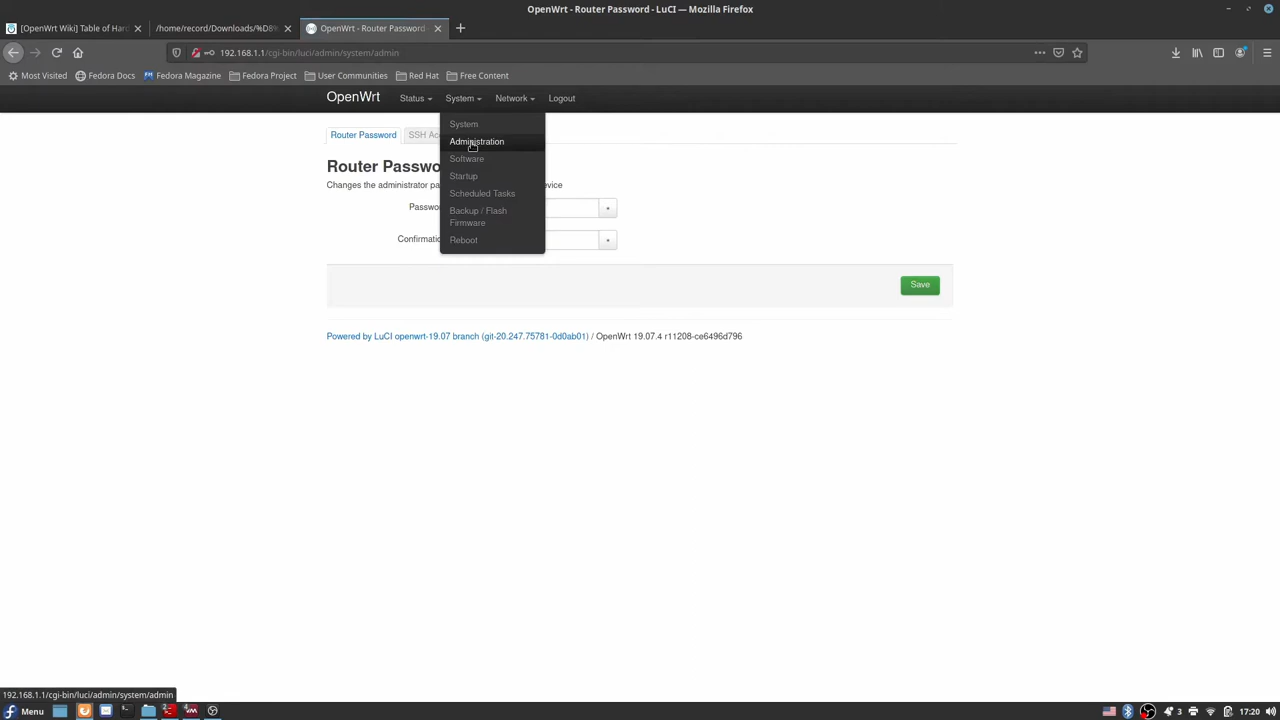 OpenWrt - Router Password - LuCI — Mozilla Firefox
[OpenWrt Wiki] Table of Hard
/home/record/Downloads/%D8%
OpenWrt - Router Password
192.168.1.1/cgi-bin/luci/admin/system/admin
Most Visited
Fedora Docs
Fedora Magazine
Fedora Project
User Communities
Red Hat
Free Content
OpenWrt
Status
System
Network
Logout
System
Administration
Software
Startup
Scheduled Tasks
Backup / Flash
Firmware
Reboot
Router Password
SSH Acc
Router Passwo
Changes the administrator pa
evice
Passwo
Confirmatio
Save
Powered by LuCI openwrt-19.07 branch (git-20.247.75781-0d0ab01) / OpenWrt 19.07.4 r11208-ce6496d796
192.168.1.1/cgi-bin/luci/admin/system/admin
Menu
3
17:20